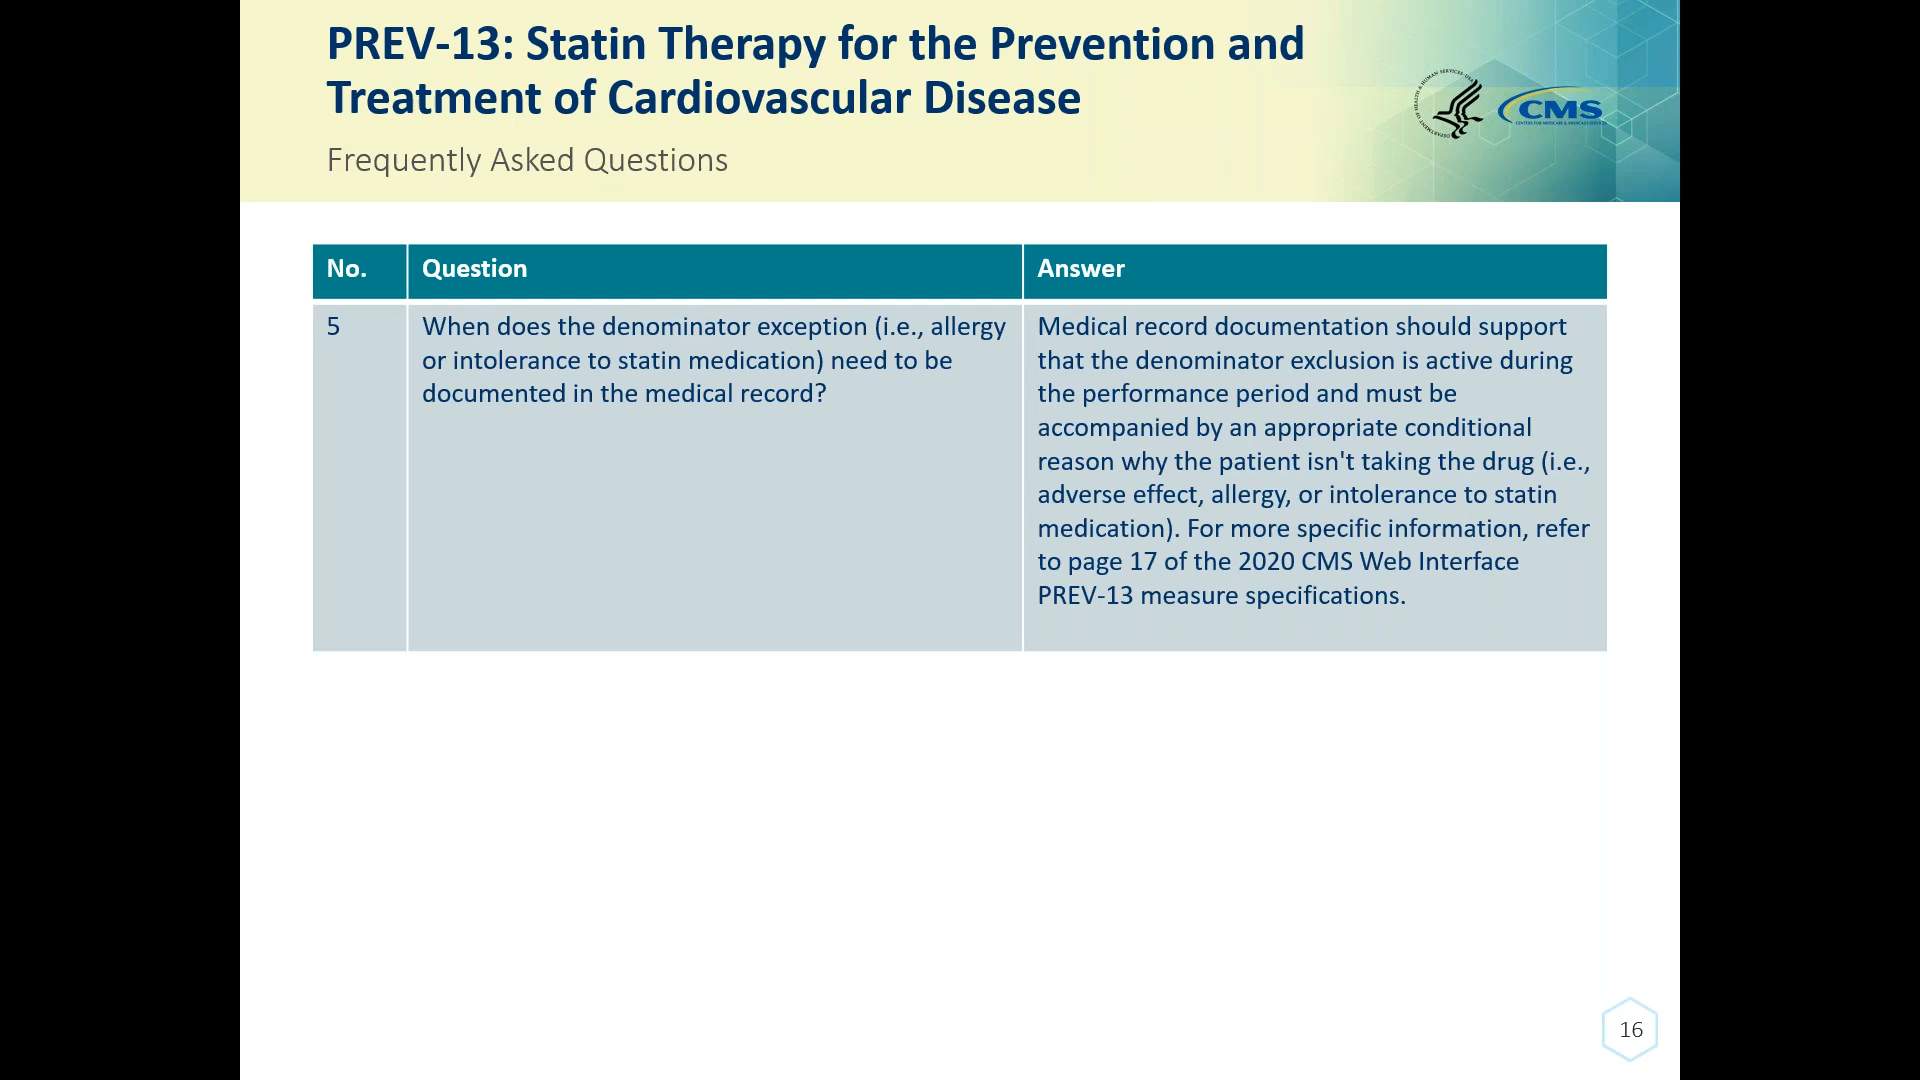 PREV-13: Statin Therapy for the Prevention and
Treatment of Cardiovascular Disease
Frequently Asked Questions
CMS
No.
Question
Answer
5
When does the denominator exception (i.e., allergy
or intolerance to statin medication) need to be
documented in the medical record?
Medical record documentation should support
that the denominator exclusion is active during
the performance period and must be
accompanied by an appropriate conditional
reason why the patient isn't taking the drug (i.e.,
adverse effect, allergy, or intolerance to statin
medication). For more specific information, refer
to page 17 of the 2020 CMS Web Interface
PREV-13 measure specifications.
16